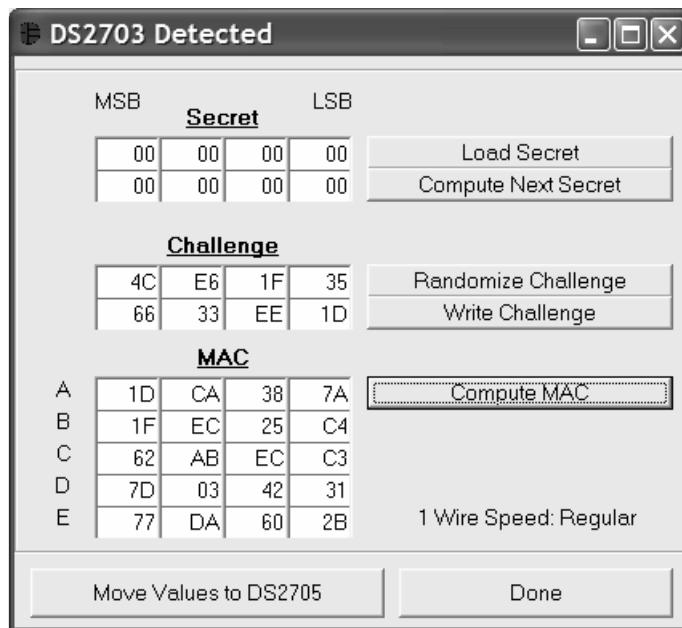 DS2703 Detected
MSB LSB
Secret
00 00 00 00 Load Secret
00 00 00 00 Compute Next Secret
Challenge
4C E6 1F 35 Randomize Challenge
66 33 EE 1D Write Challenge
MAC
A 1D CA 38 7A Compute MAC
B 1F EC 25 C4
C 62 AB EC C3
D 7D 03 42 31
E 77 DA 60 2B 1 Wire Speed: Regular
Move Values to DS2705 Done